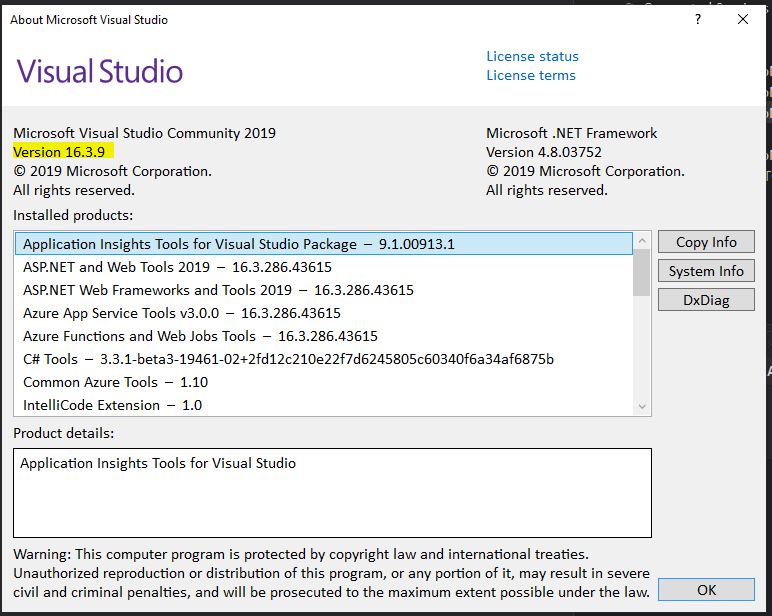 About Microsoft Visual Studio
?
Visual Studio
License status
License terms
Microsoft Visual Studio Community 2019
Version 16.3.9
© 2019 Microsoft Corporation.
All rights reserved.
Microsoft .NET Framework
Version 4.8.03752
© 2019 Microsoft Corporation.
All rights reserved.
Installed products:
Application Insights Tools for Visual Studio Package – 9.1.00913.1
ASP.NET and Web Tools 2019 – 16.3.286.43615
ASP.NET Web Frameworks and Tools 2019 – 16.3.286.43615
Azure App Service Tools v3.0.0 – 16.3.286.43615
Azure Functions and Web Jobs Tools – 16.3.286.43615
C# Tools – 3.3.1-beta3-19461-02+2fd12c210e22f7d6245805c60340f6a34af6875b
Common Azure Tools – 1.10
IntelliCode Extension – 1.0
Copy Info
System Info
DxDiag
Product details:
Application Insights Tools for Visual Studio
Warning: This computer program is protected by copyright law and international treaties.
Unauthorized reproduction or distribution of this program, or any portion of it, may result in severe
civil and criminal penalties, and will be prosecuted to the maximum extent possible under the law.
OK